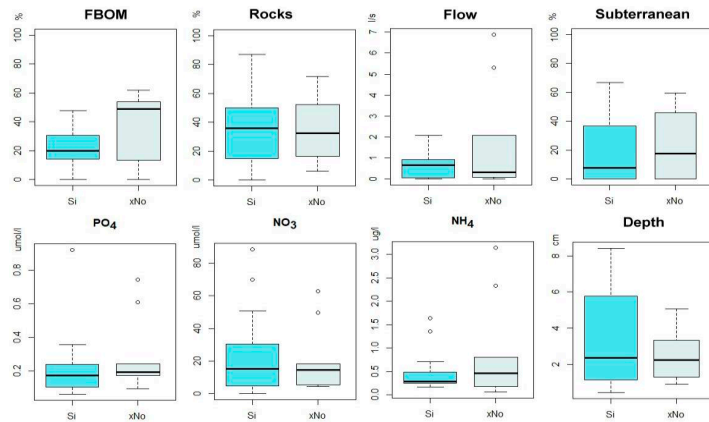 FBOM
Rocks
Flow
Subterranean
% 100 80 60 40 20 0
% 100 80 60 40 20 0
l/s 7 6 5 4 3 2 1 0
% 100 80 60 40 20 0
Si xNo
Si xNo
Si xNo
Si xNo
PO4
NO3
NH4
Depth
umol/l 0.8 0.6 0.4 0.2
umol/l 80 60 40 20 0
ug/l 3.0 2.5 2.0 1.5 1.0 0.5 0.0
cm 8 6 4 2
Si xNo
Si xNo
Si xNo
Si xNo